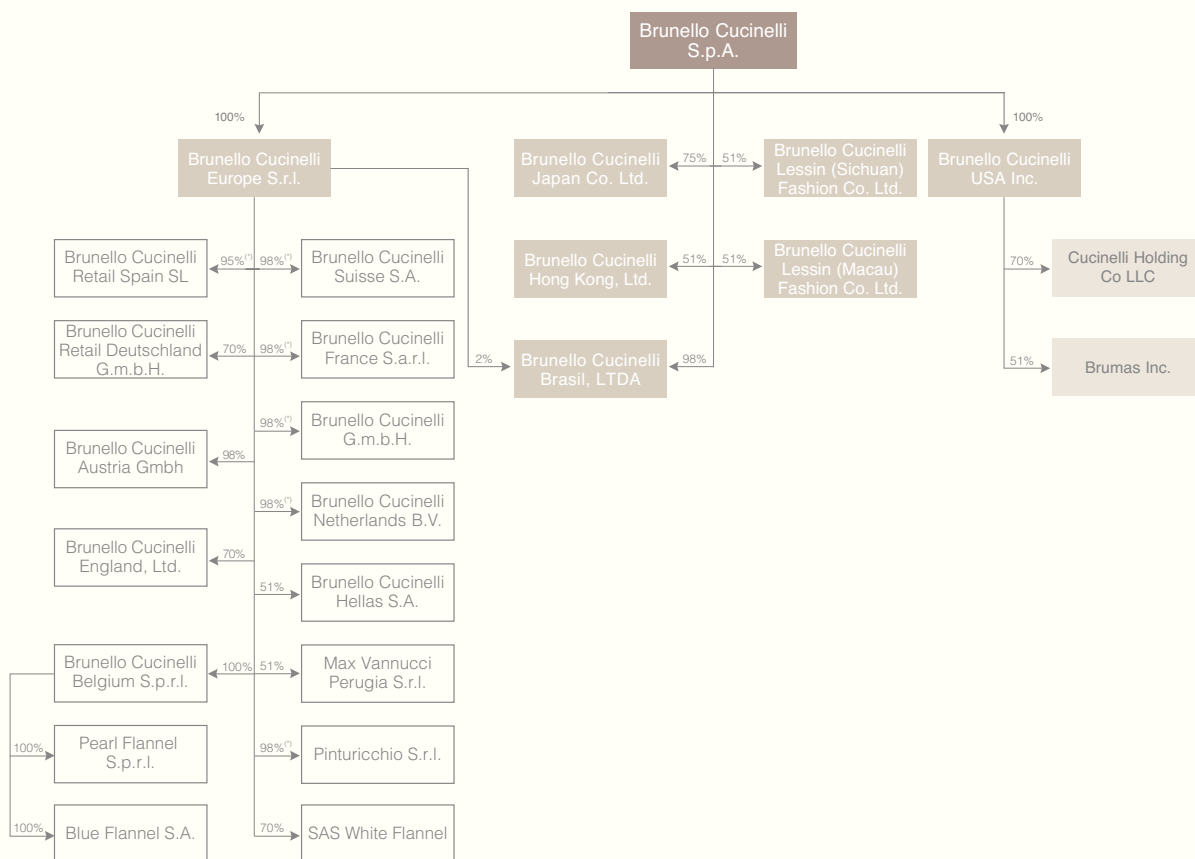 Brunello Cucinelli
S.p.A.
100%
100%
Brunello Cucinelli
Europe S.r.l.
Brunello Cucinelli
Japan Co. Ltd.
75%
51%
Brunello Cucinelli
Lessin (Sichuan)
Fashion Co. Ltd.
Brunello Cucinelli
USA Inc.
Brunello Cucinelli
Retail Spain SL
95%(*)
98%(*)
Brunello Cucinelli
Suisse S.A.
Brunello Cucinelli
Hong Kong, Ltd.
51%
51%
Brunello Cucinelli
Lessin (Macau)
Fashion Co. Ltd.
70%
Cucinelli Holding
Co LLC
Brunello Cucinelli
Retail Deutschland
G.m.b.H.
70%
98%(*)
Brunello Cucinelli
France S.a.r.l.
2%
Brunello Cucinelli
Brasil, LTDA
98%
51%
Brumas Inc.
98%(*)
Brunello Cucinelli
G.m.b.H.
Brunello Cucinelli
Austria Gmbh
98%
98%(*)
Brunello Cucinelli
Netherlands B.V.
Brunello Cucinelli
England, Ltd.
70%
51%
Brunello Cucinelli
Hellas S.A.
Brunello Cucinelli
Belgium S.p.r.l.
100%
51%
Max Vannucci
Perugia S.r.l.
100%
Pearl Flannel
S.p.r.l.
98%(*)
Pinturicchio S.r.l.
100%
Blue Flannel S.A.
70%
SAS White Flannel